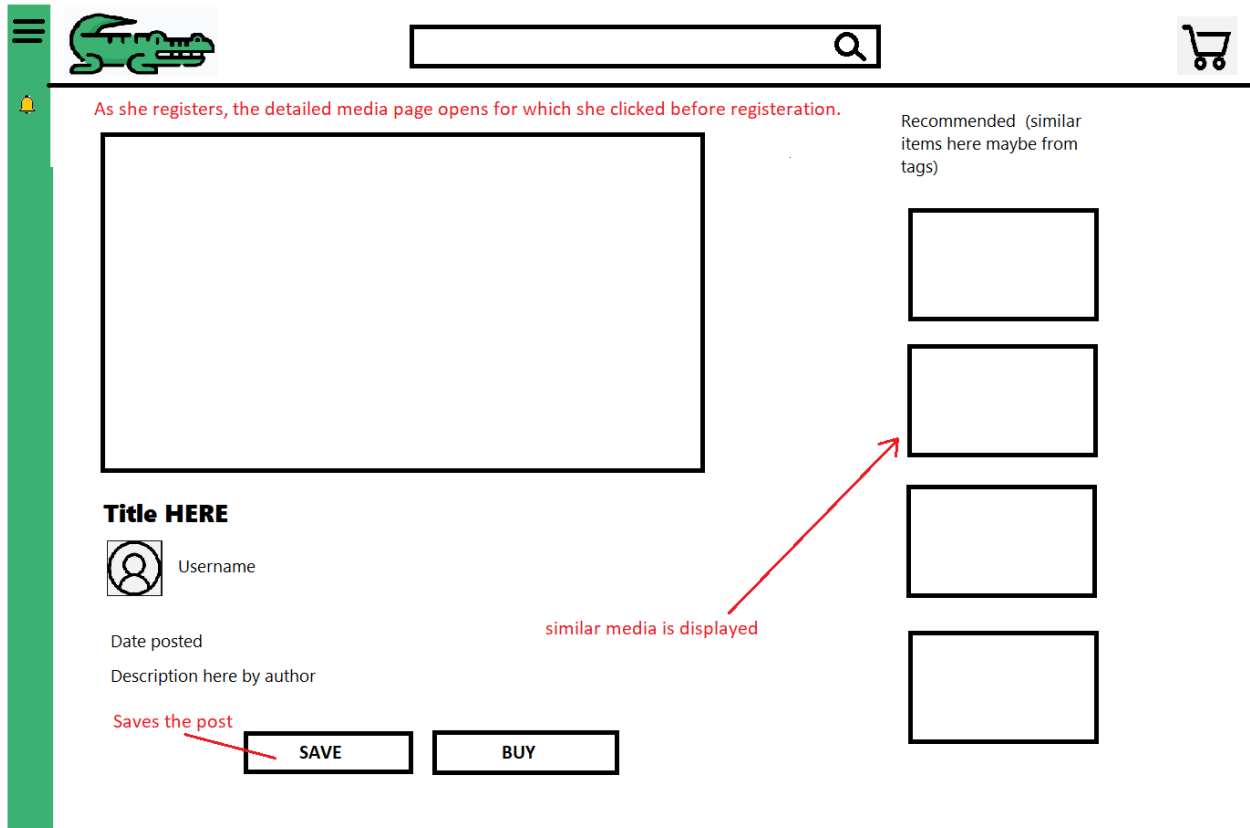 As she registers, the detailed media page opens for which she clicked before registeration.
Recommended (similar
items here maybe from
tags)
Title HERE
Username
similar media is displayed
Date posted
Description here by author
Saves the post
SAVE
BUY